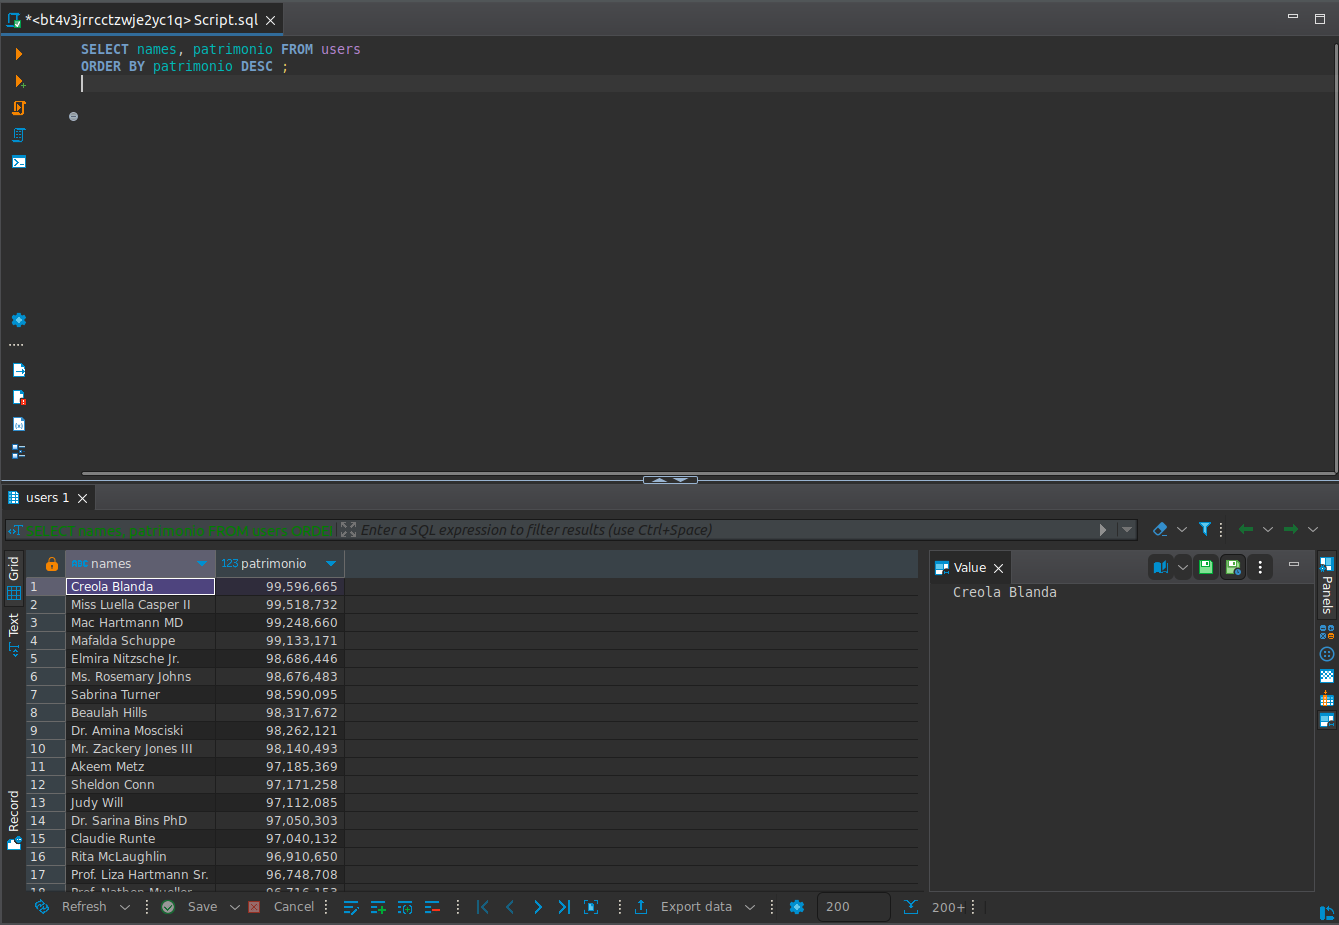 *<bt4v3jrrcctzwje2yc1q> Script.sql
SELECT names, patrimonio FROM users
ORDER BY patrimonio DESC ;
users 1
SELECT names, patrimonio FROM users ORDE
Enter a SQL expression to filter results (use Ctrl+Space)
Grid
Text
Record
names 123 patrimonio
1 Creola Blanda 99,596,665
2 Miss Luella Casper II 99,518,732
3 Mac Hartmann MD 99,248,660
4 Mafalda Schuppe 99,133,171
5 Elmira Nitzsche Jr. 98,686,446
6 Ms. Rosemary Johns 98,676,483
7 Sabrina Turner 98,590,095
8 Beaulah Hills 98,317,672
9 Dr. Amina Mosciski 98,262,121
10 Mr. Zackery Jones III 98,140,493
11 Akeem Metz 97,185,369
12 Sheldon Conn 97,171,258
13 Judy Will 97,112,085
14 Dr. Sarina Bins PhD 97,050,303
15 Claudie Runte 97,040,132
16 Rita McLaughlin 96,910,650
17 Prof. Liza Hartmann Sr. 96,748,708
18 Prof. Nathen Mueller 96,716,153
Value
Creola Blanda
Panels
Refresh Save Cancel Export data 200 200+